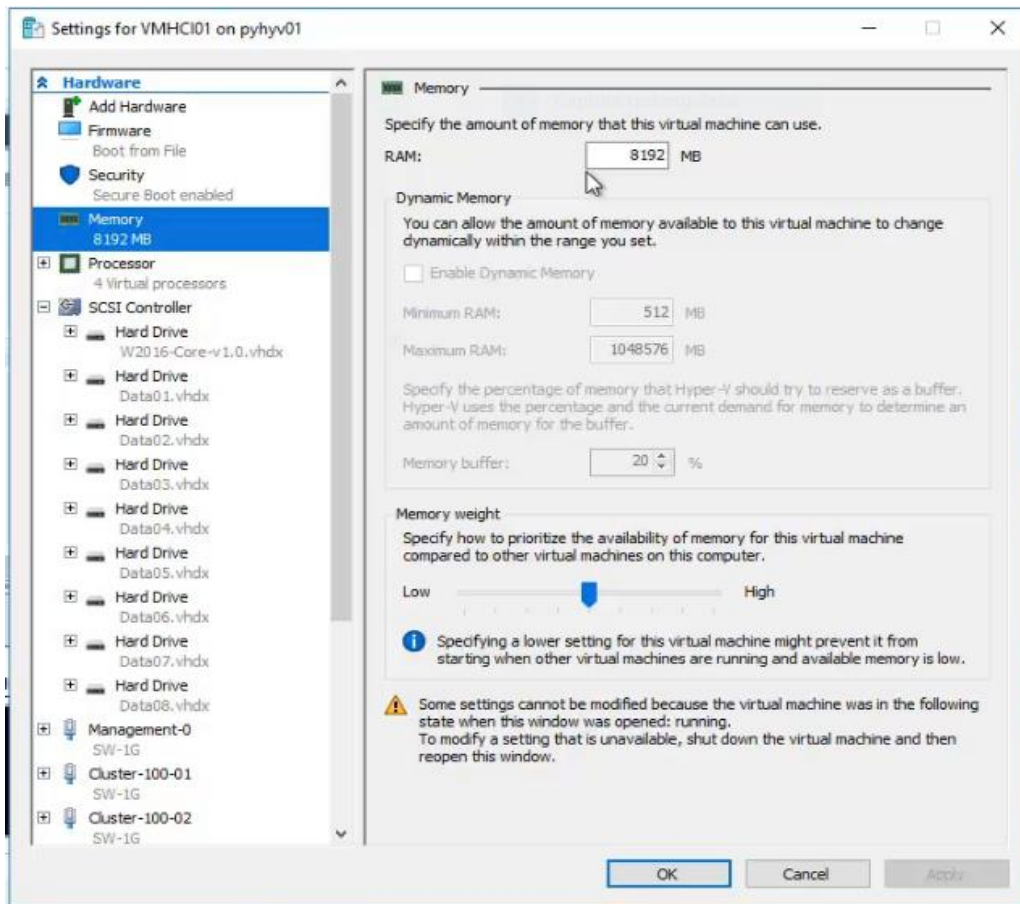 Settings for VMHCI01 on pyhyv01
Hardware
Add Hardware
Firmware
Boot from File
Security
Secure Boot enabled
Memory
8192 MB
Processor
4 Virtual processors
SCSI Controller
Hard Drive
W2016-Core-v1.0.vhdx
Hard Drive
Data01.vhdx
Hard Drive
Data02.vhdx
Hard Drive
Data03.vhdx
Hard Drive
Data04.vhdx
Hard Drive
Data05.vhdx
Hard Drive
Data06.vhdx
Hard Drive
Data07.vhdx
Hard Drive
Data08.vhdx
Management-0
SW-1G
Cluster-100-01
SW-1G
Cluster-100-02
SW-1G
Memory
Specify the amount of memory that this virtual machine can use.
RAM: 8192 MB
Dynamic Memory
You can allow the amount of memory available to this virtual machine to change
dynamically within the range you set.
Enable Dynamic Memory
Minimum RAM: 512 MB
Maximum RAM: 1048576 MB
Specify the percentage of memory that Hyper-V should try to reserve as a buffer.
Hyper-V uses the percentage and the current demand for memory to determine an
amount of memory for the buffer.
Memory buffer: 20 %
Memory weight
Specify how to prioritize the availability of memory for this virtual machine
compared to other virtual machines on this computer.
Low High
Specifying a lower setting for this virtual machine might prevent it from
starting when other virtual machines are running and available memory is low.
Some settings cannot be modified because the virtual machine was in the following
state when this window was opened: running.
To modify a setting that is unavailable, shut down the virtual machine and then
reopen this window.
OK Cancel Apply